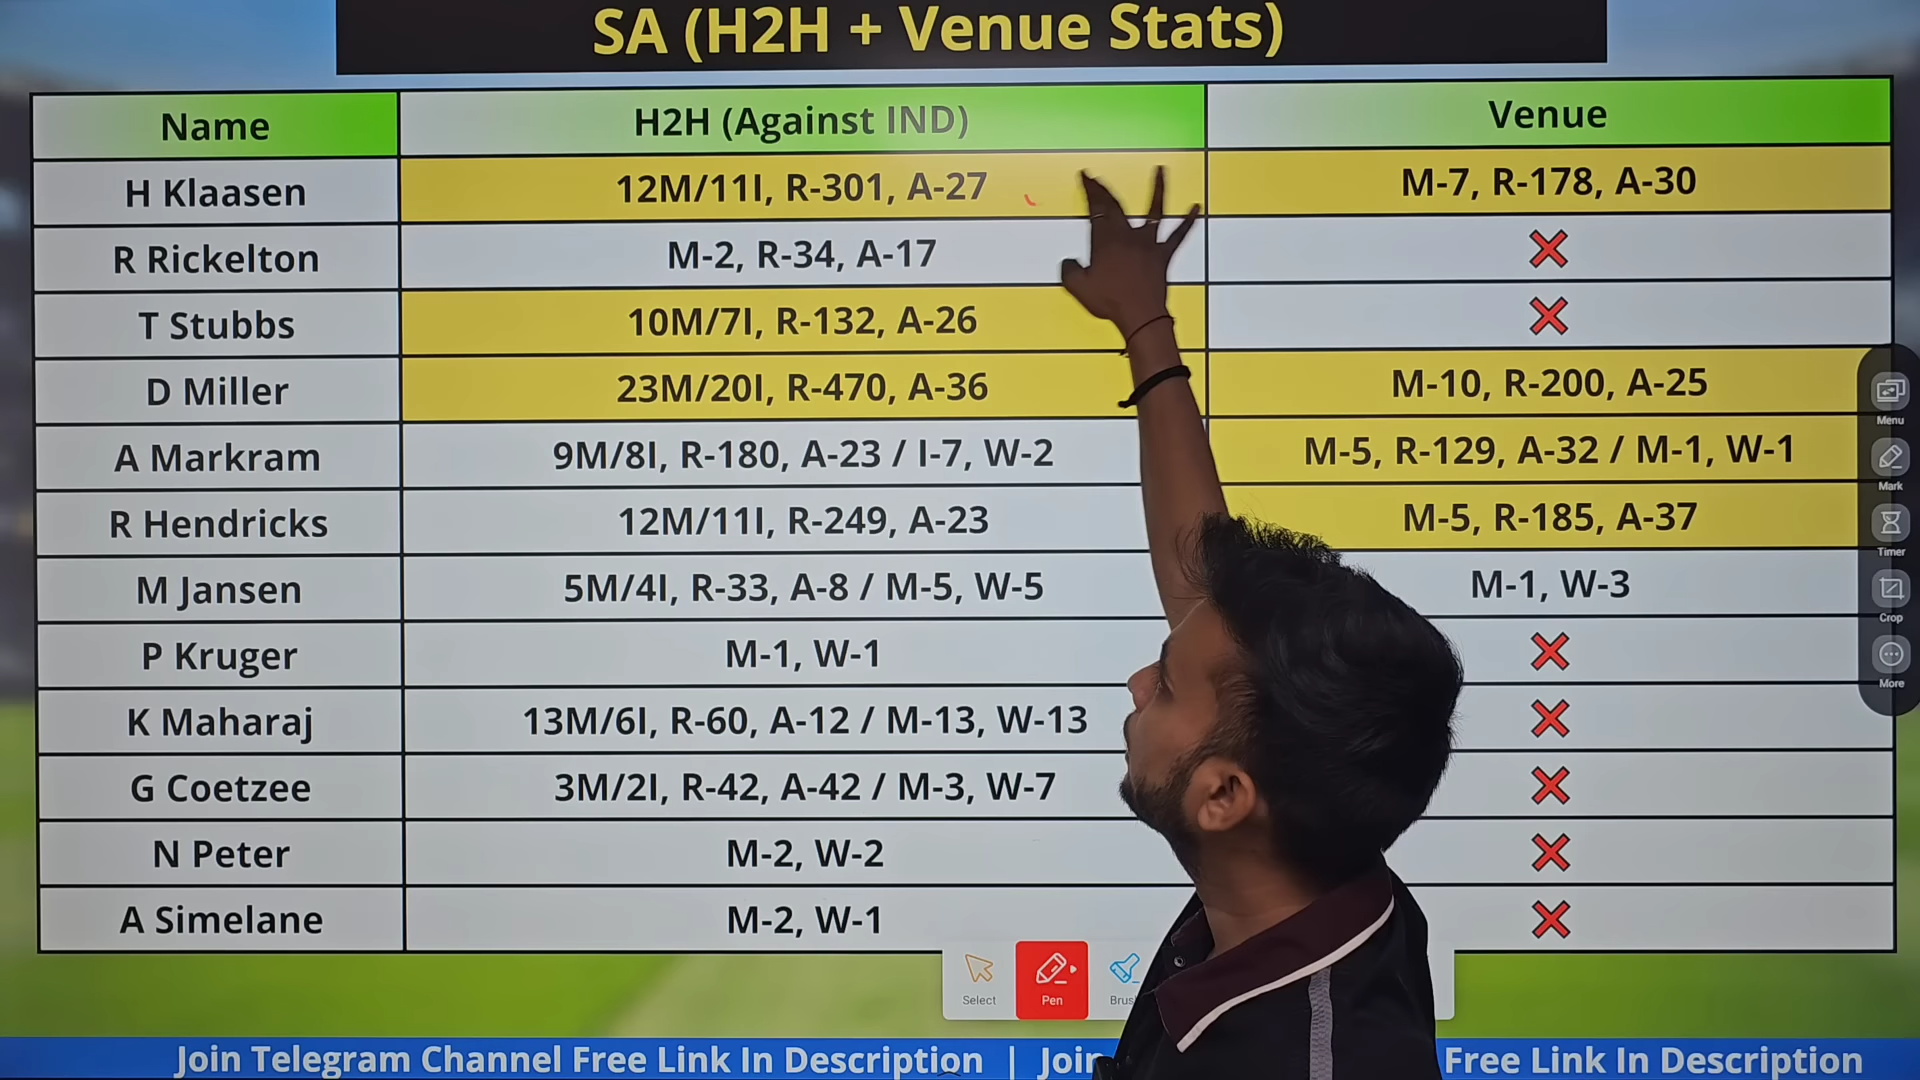 SA (H2H + Venue Stats)
Name H2H (Against IND) Venue
H Klaasen 12M/11I, R-301, A-27 M-7, R-178, A-30
R Rickelton M-2, R-34, A-17 ❌
T Stubbs 10M/7I, R-132, A-26 ❌
D Miller 23M/20I, R-470, A-36 M-10, R-200, A-25
A Markram 9M/8I, R-180, A-23 / I-7, W-2 M-5, R-129, A-32 / M-1, W-1
R Hendricks 12M/11I, R-249, A-23 M-5, R-185, A-37
M Jansen 5M/4I, R-33, A-8 / M-5, W-5 M-1, W-3
P Kruger M-1, W-1 ❌
K Maharaj 13M/6I, R-60, A-12 / M-13, W-13 ❌
G Coetzee 3M/2I, R-42, A-42 / M-3, W-7 ❌
N Peter M-2, W-2 ❌
A Simelane M-2, W-1 ❌
Menu
Mark
Timer
Crop
More
Select Pen
Join Telegram Channel Free Link In Description | Join Free Link In Description